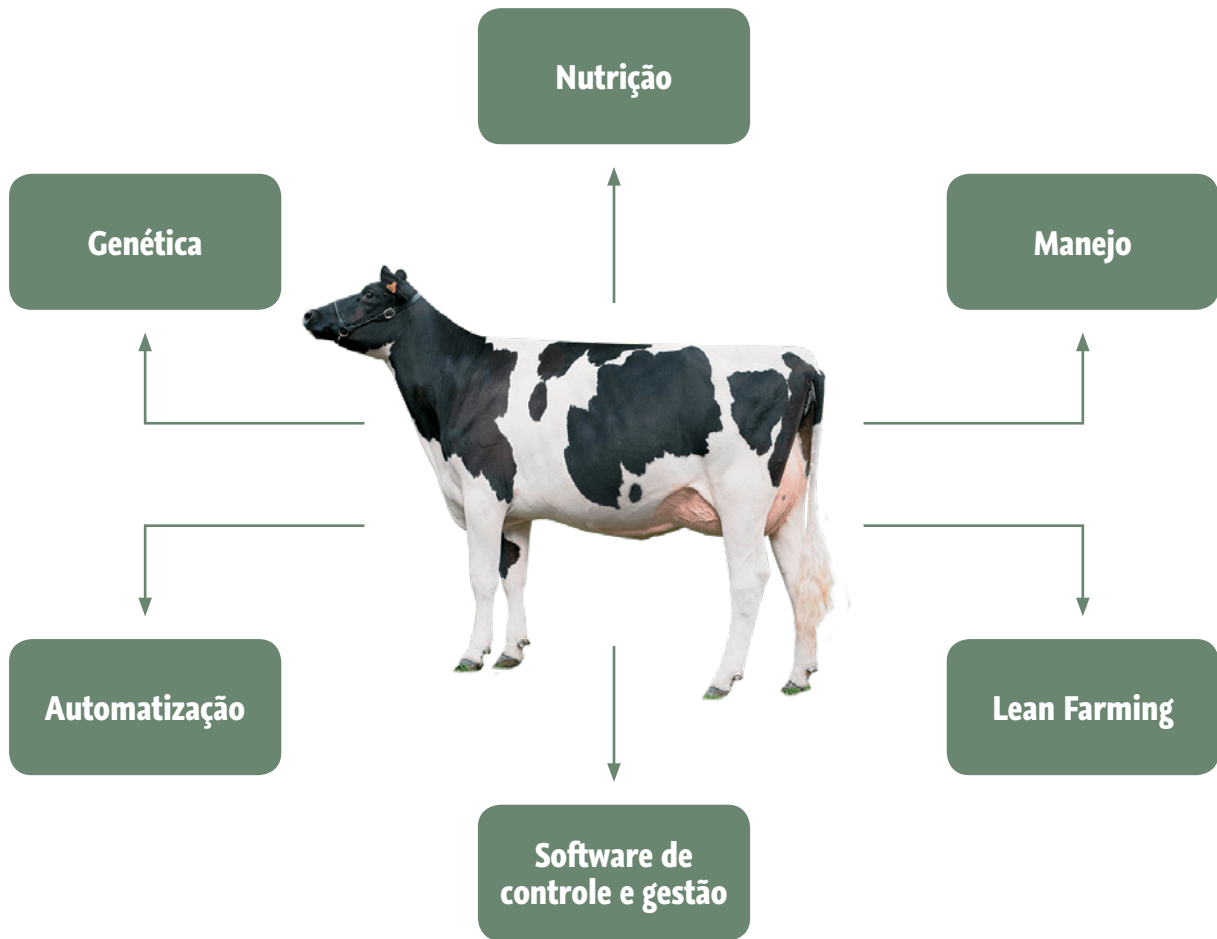 Nutrição
Genética
Manejo
Automatização
Lean Farming
Software de
controle e gestão